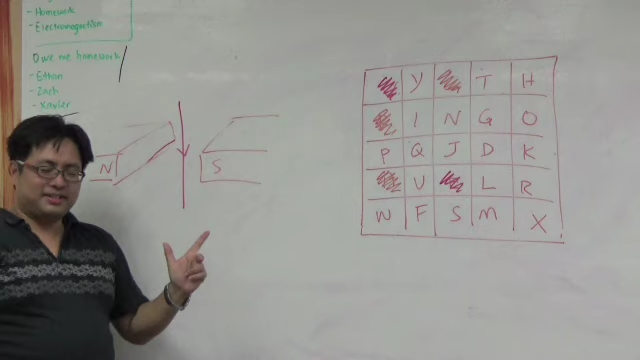 - Homework
- Electromagnetism
Owe me homework
- Ethan
- Zach
- Xavier
N
S
Y T H
I N G O
P Q J D K
U L R
W F S M X